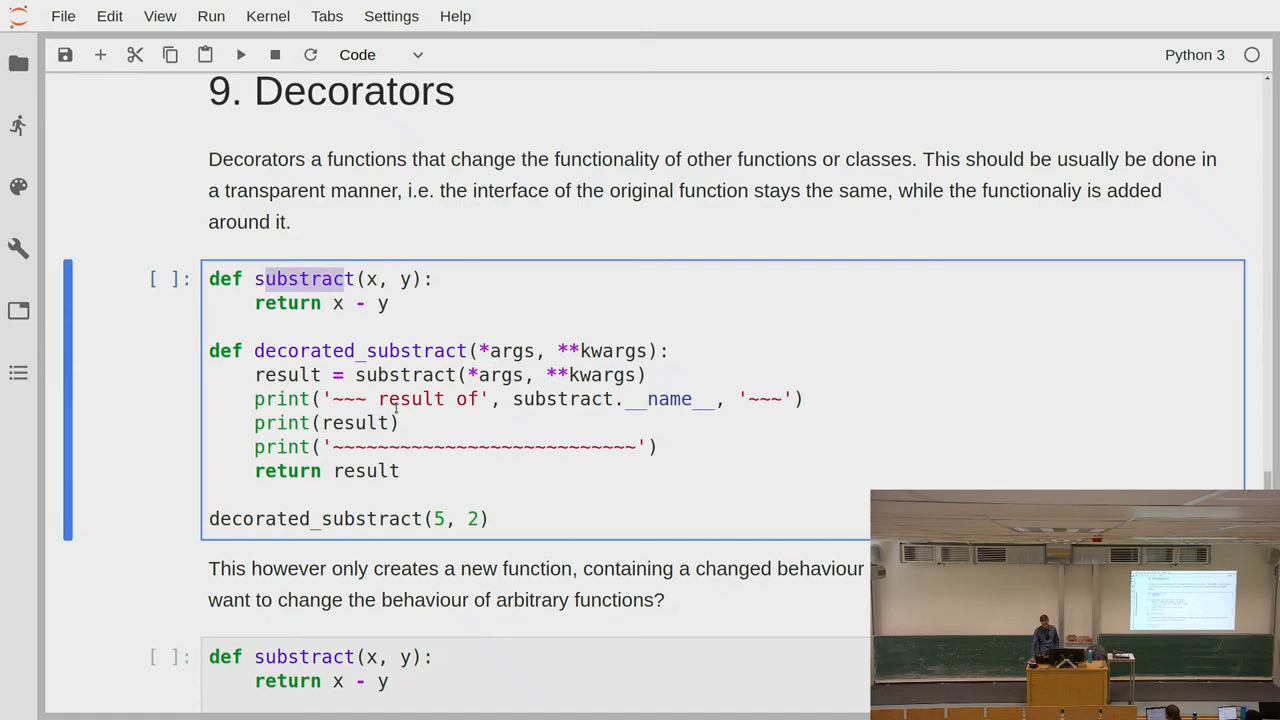 File Edit View Run Kernel Tabs Settings Help
Code Python 3
9. Decorators
Decorators a functions that change the functionality of other functions or classes. This should be usually be done in
a transparent manner, i.e. the interface of the original function stays the same, while the functionaliy is added
around it.
[ ]: def substract(x, y):
return x - y
def decorated_substract(*args, **kwargs):
result = substract(*args, **kwargs)
print('~~~ result of', substract.__name__, '~~~')
print(result)
print('~~~~~~~~~~~~~~~~~~~~~~~~~~~')
return result
decorated_substract(5, 2)
This however only creates a new function, containing a changed behaviour
want to change the behaviour of arbitrary functions?
[ ]: def substract(x, y):
return x - y